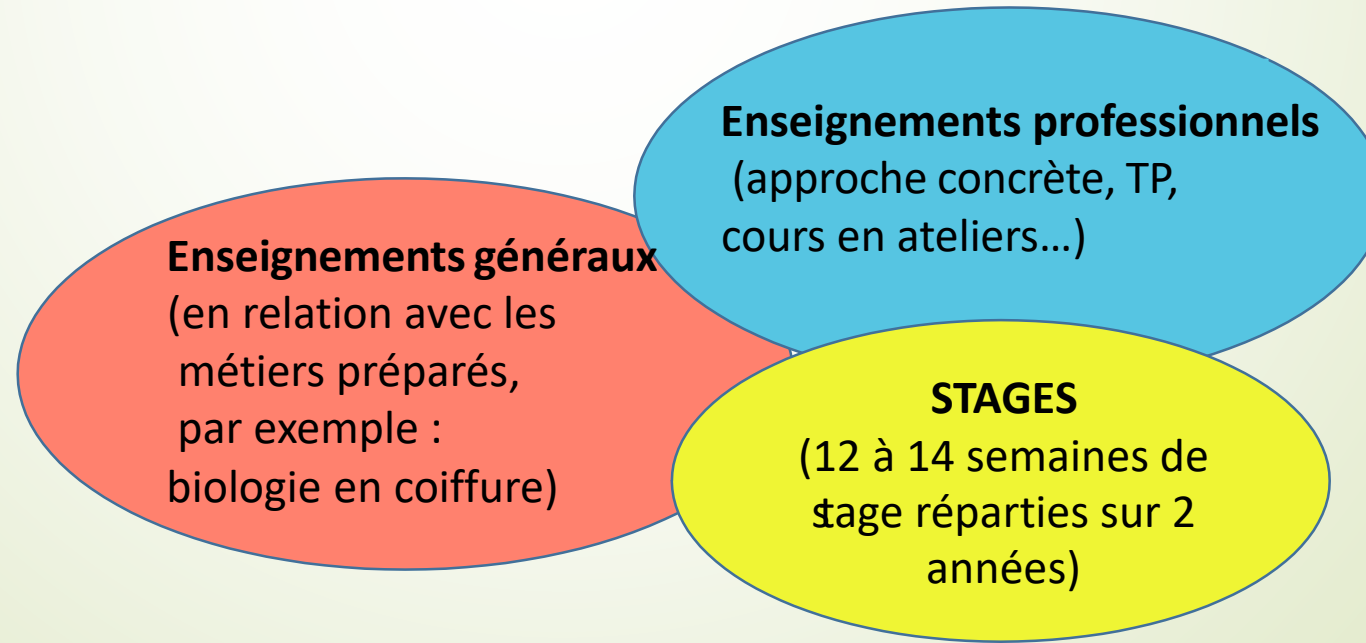 Enseignements professionnels
(approche concrète, TP,
cours en ateliers…)
Enseignements généraux
(en relation avec les
métiers préparés,
par exemple :
biologie en coiffure)
STAGES
(12 à 14 semaines de
stage réparties sur 2
années)